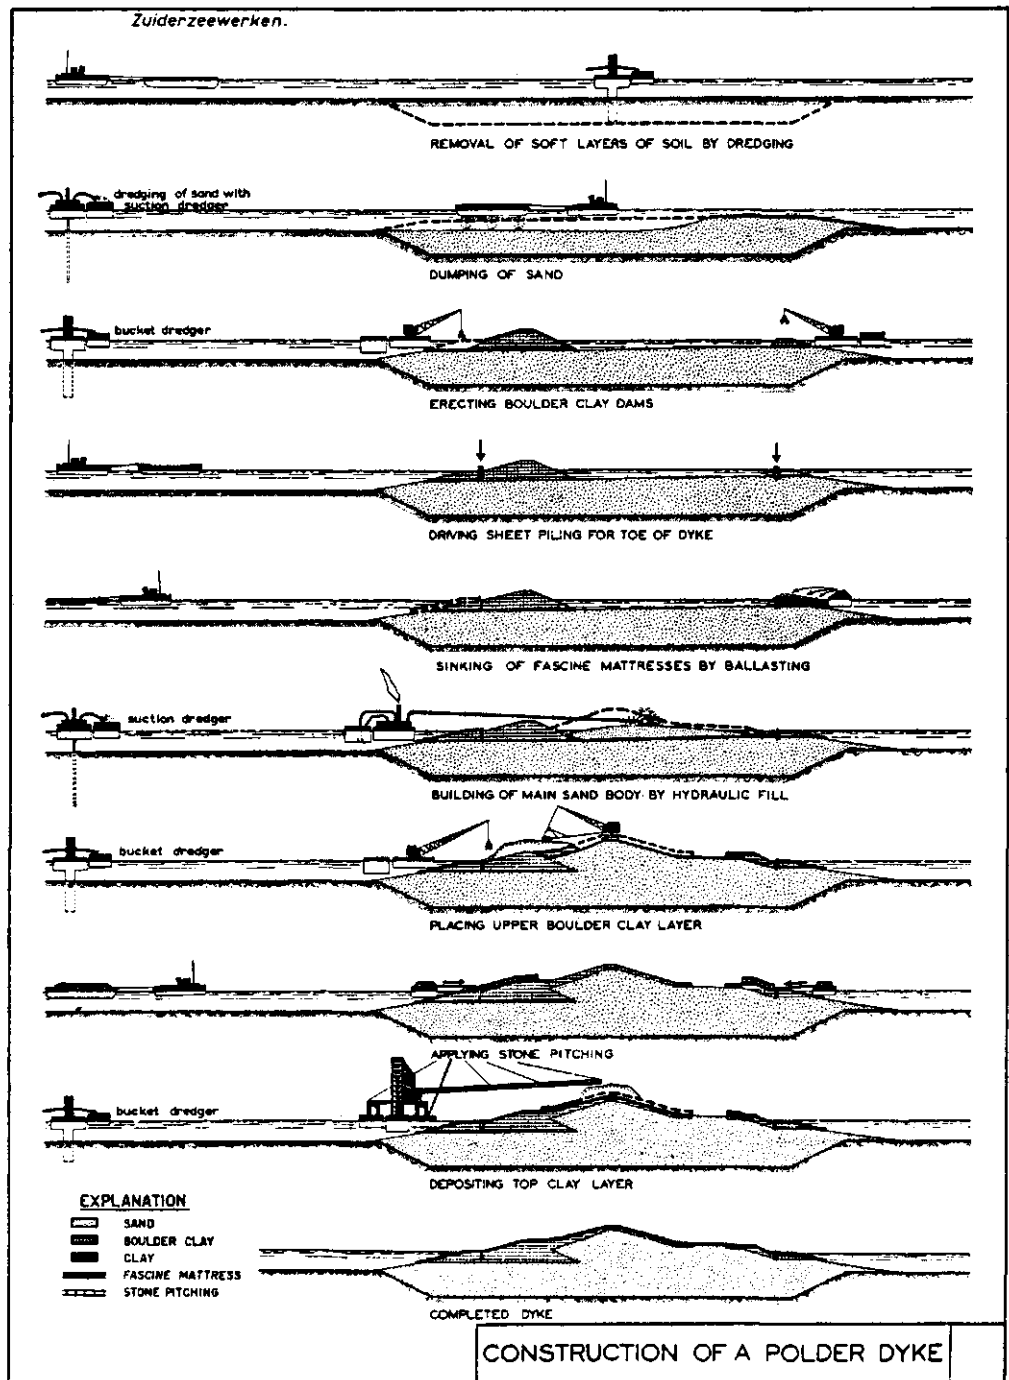 Zuiderzeewerken.
REMOVAL OF SOFT LAYERS OF SOIL BY DREDGING
dredging of sand with
suction dredger
DUMPING OF SAND
bucket dredger
ERECTING BOULDER CLAY DAMS
DRIVING SHEET PILING FOR TOE OF DYKE
SINKING OF FASCINE MATTRESSES BY BALLASTING
suction dredger
BUILDING OF MAIN SAND BODY BY HYDRAULIC FILL
bucket dredger
PLACING UPPER BOULDER CLAY LAYER
APPLYING STONE PITCHING
bucket dredger
DEPOSITING TOP CLAY LAYER
EXPLANATION
SAND
BOULDER CLAY
CLAY
FASCINE MATTRESS
STONE PITCHING
COMPLETED DYKE
CONSTRUCTION OF A POLDER DYKE